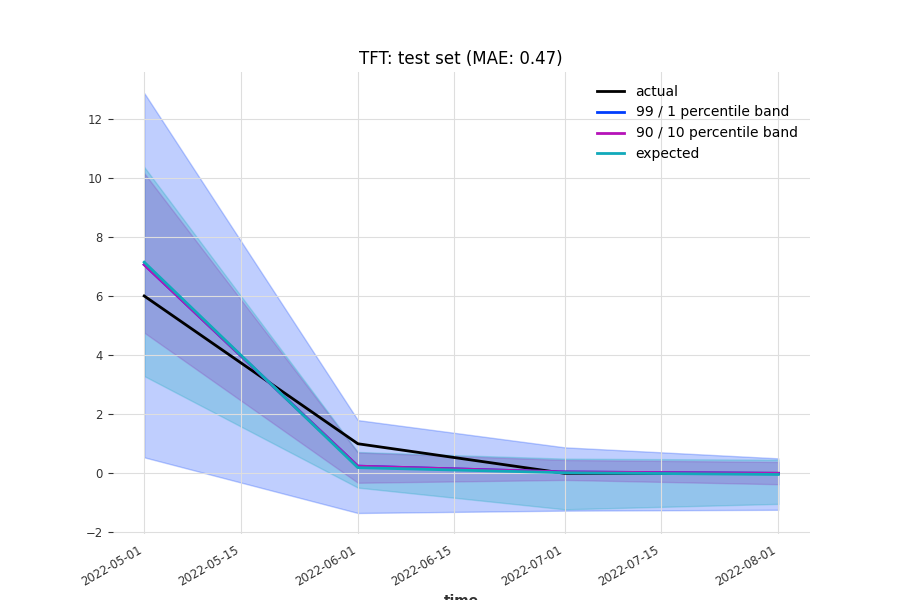 TFT: test set (MAE: 0.47)
actual
99 / 1 percentile band
90 / 10 percentile band
expected
12
10
8
6
4
2
0
−2
2022-05-01
2022-05-15
2022-06-01
2022-06-15
2022-07-01
2022-07-15
2022-08-01
time